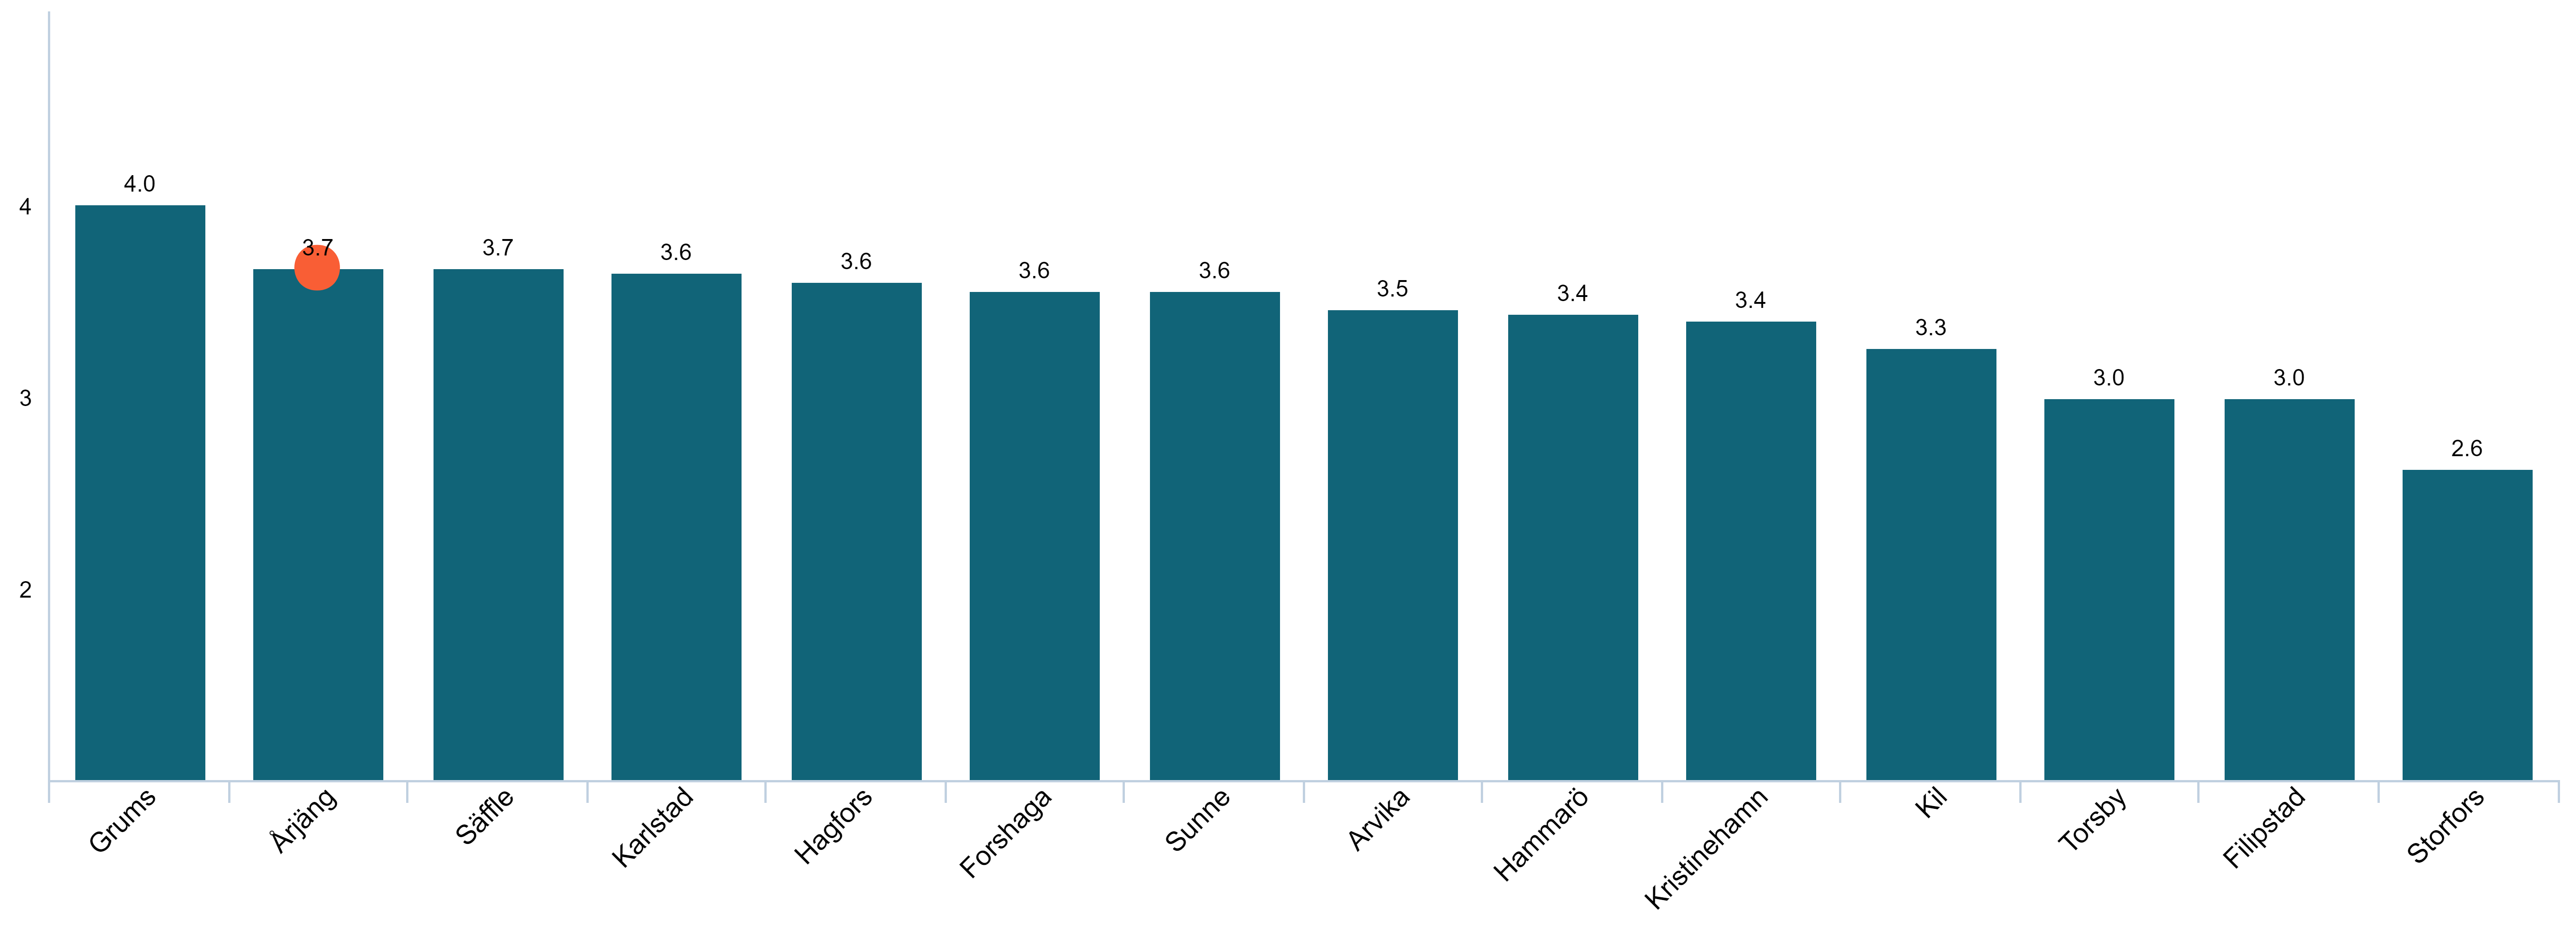 4.0
3.7
3.7
3.6
3.6
3.6
3.6
3.5
3.4
3.4
3.3
3.0
3.0
2.6
4
3
2
Grums
Årjäng
Säffle
Karlstad
Hagfors
Forshaga
Sunne
Arvika
Hammarö
Kristinehamn
Kil
Torsby
Filipstad
Storfors